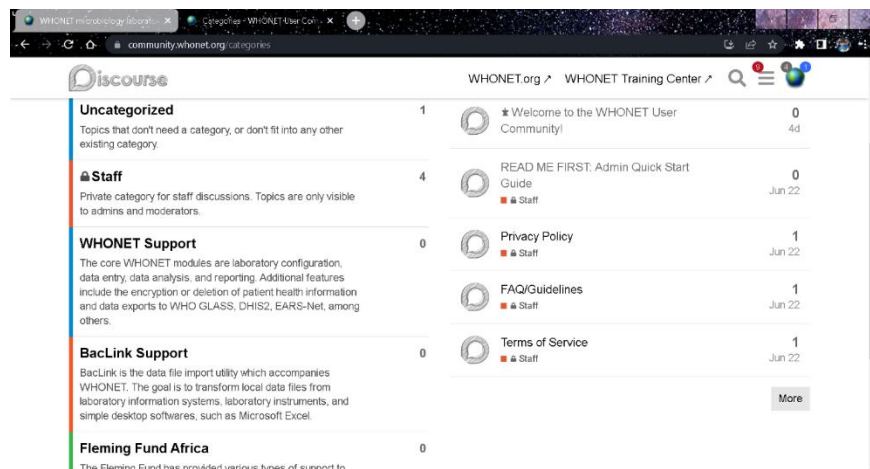 WHONET microbiology laborato
Categories - WHONET User Com
community.whonet.org/categories
Discourse
WHONET.org
WHONET Training Center
9
4
1
Uncategorized
1
Topics that don't need a category, or don't fit into any other
existing category.
Staff
4
Private category for staff discussions. Topics are only visible
to admins and moderators.
WHONET Support
0
The core WHONET modules are laboratory configuration,
data entry, data analysis, and reporting. Additional features
include the encryption or deletion of patient health information
and data exports to WHO GLASS, DHIS2, EARS-Net, among
others.
BacLink Support
0
BacLink is the data file import utility which accompanies
WHONET. The goal is to transform local data files from
laboratory information systems, laboratory instruments, and
simple desktop softwares, such as Microsoft Excel.
Fleming Fund Africa
0
The Fleming Fund has provided various types of support to
Welcome to the WHONET User
Community!
0
4d
READ ME FIRST: Admin Quick Start
Guide
Staff
0
Jun 22
Privacy Policy
Staff
1
Jun 22
FAQ/Guidelines
Staff
1
Jun 22
Terms of Service
Staff
1
Jun 22
More